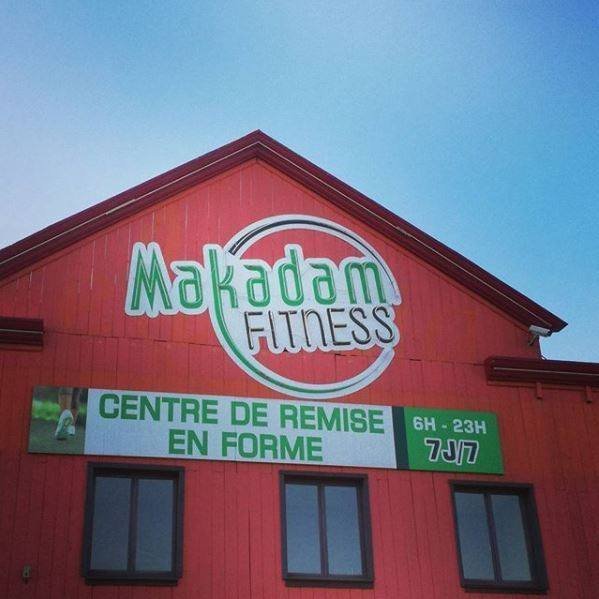 Makadam
FITNESS
CENTRE DE REMISE
EN FORME
6H - 23H
7J/7